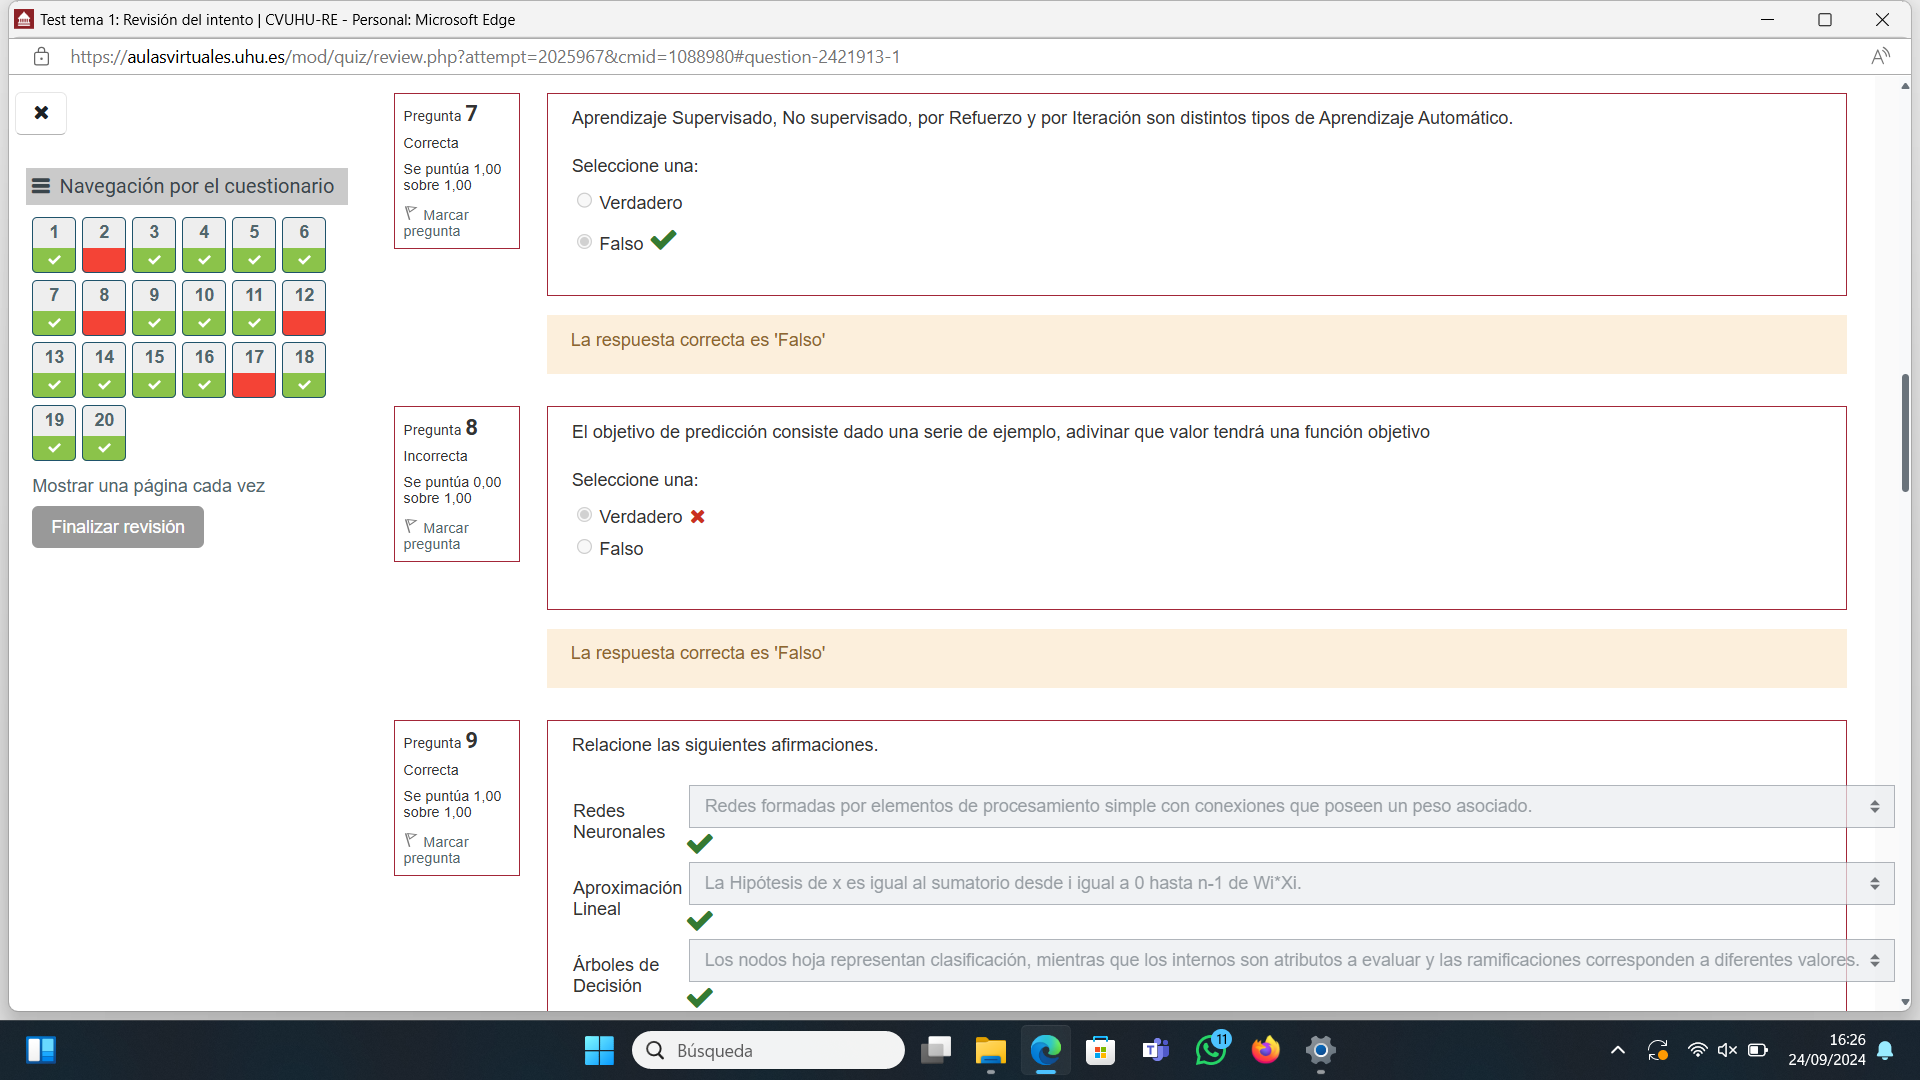 Test tema 1: Revisión del intento | CVUHU-RE - Personal: Microsoft Edge
https://aulasvirtuales.uhu.es/mod/quiz/review.php?attempt=2025967&cmid=1088980#question-2421913-1
Navegación por el cuestionario
1 2 3 4 5 6
7 8 9 10 11 12
13 14 15 16 17 18
19 20
Mostrar una página cada vez
Finalizar revisión
Pregunta 7
Correcta
Se puntúa 1,00
sobre 1,00
Marcar
pregunta
Aprendizaje Supervisado, No supervisado, por Refuerzo y por Iteración son distintos tipos de Aprendizaje Automático.
Seleccione una:
Verdadero
Falso
La respuesta correcta es 'Falso'
Pregunta 8
Incorrecta
Se puntúa 0,00
sobre 1,00
Marcar
pregunta
El objetivo de predicción consiste dado una serie de ejemplo, adivinar que valor tendrá una función objetivo
Seleccione una:
Verdadero
Falso
La respuesta correcta es 'Falso'
Pregunta 9
Correcta
Se puntúa 1,00
sobre 1,00
Marcar
pregunta
Relacione las siguientes afirmaciones.
Redes
Neuronales
Redes formadas por elementos de procesamiento simple con conexiones que poseen un peso asociado.
Aproximación
Lineal
La Hipótesis de x es igual al sumatorio desde i igual a 0 hasta n-1 de Wi*Xi.
Árboles de
Decisión
Los nodos hoja representan clasificación, mientras que los internos son atributos a evaluar y las ramificaciones corresponden a diferentes valores.
Búsqueda
11
16:26
24/09/2024